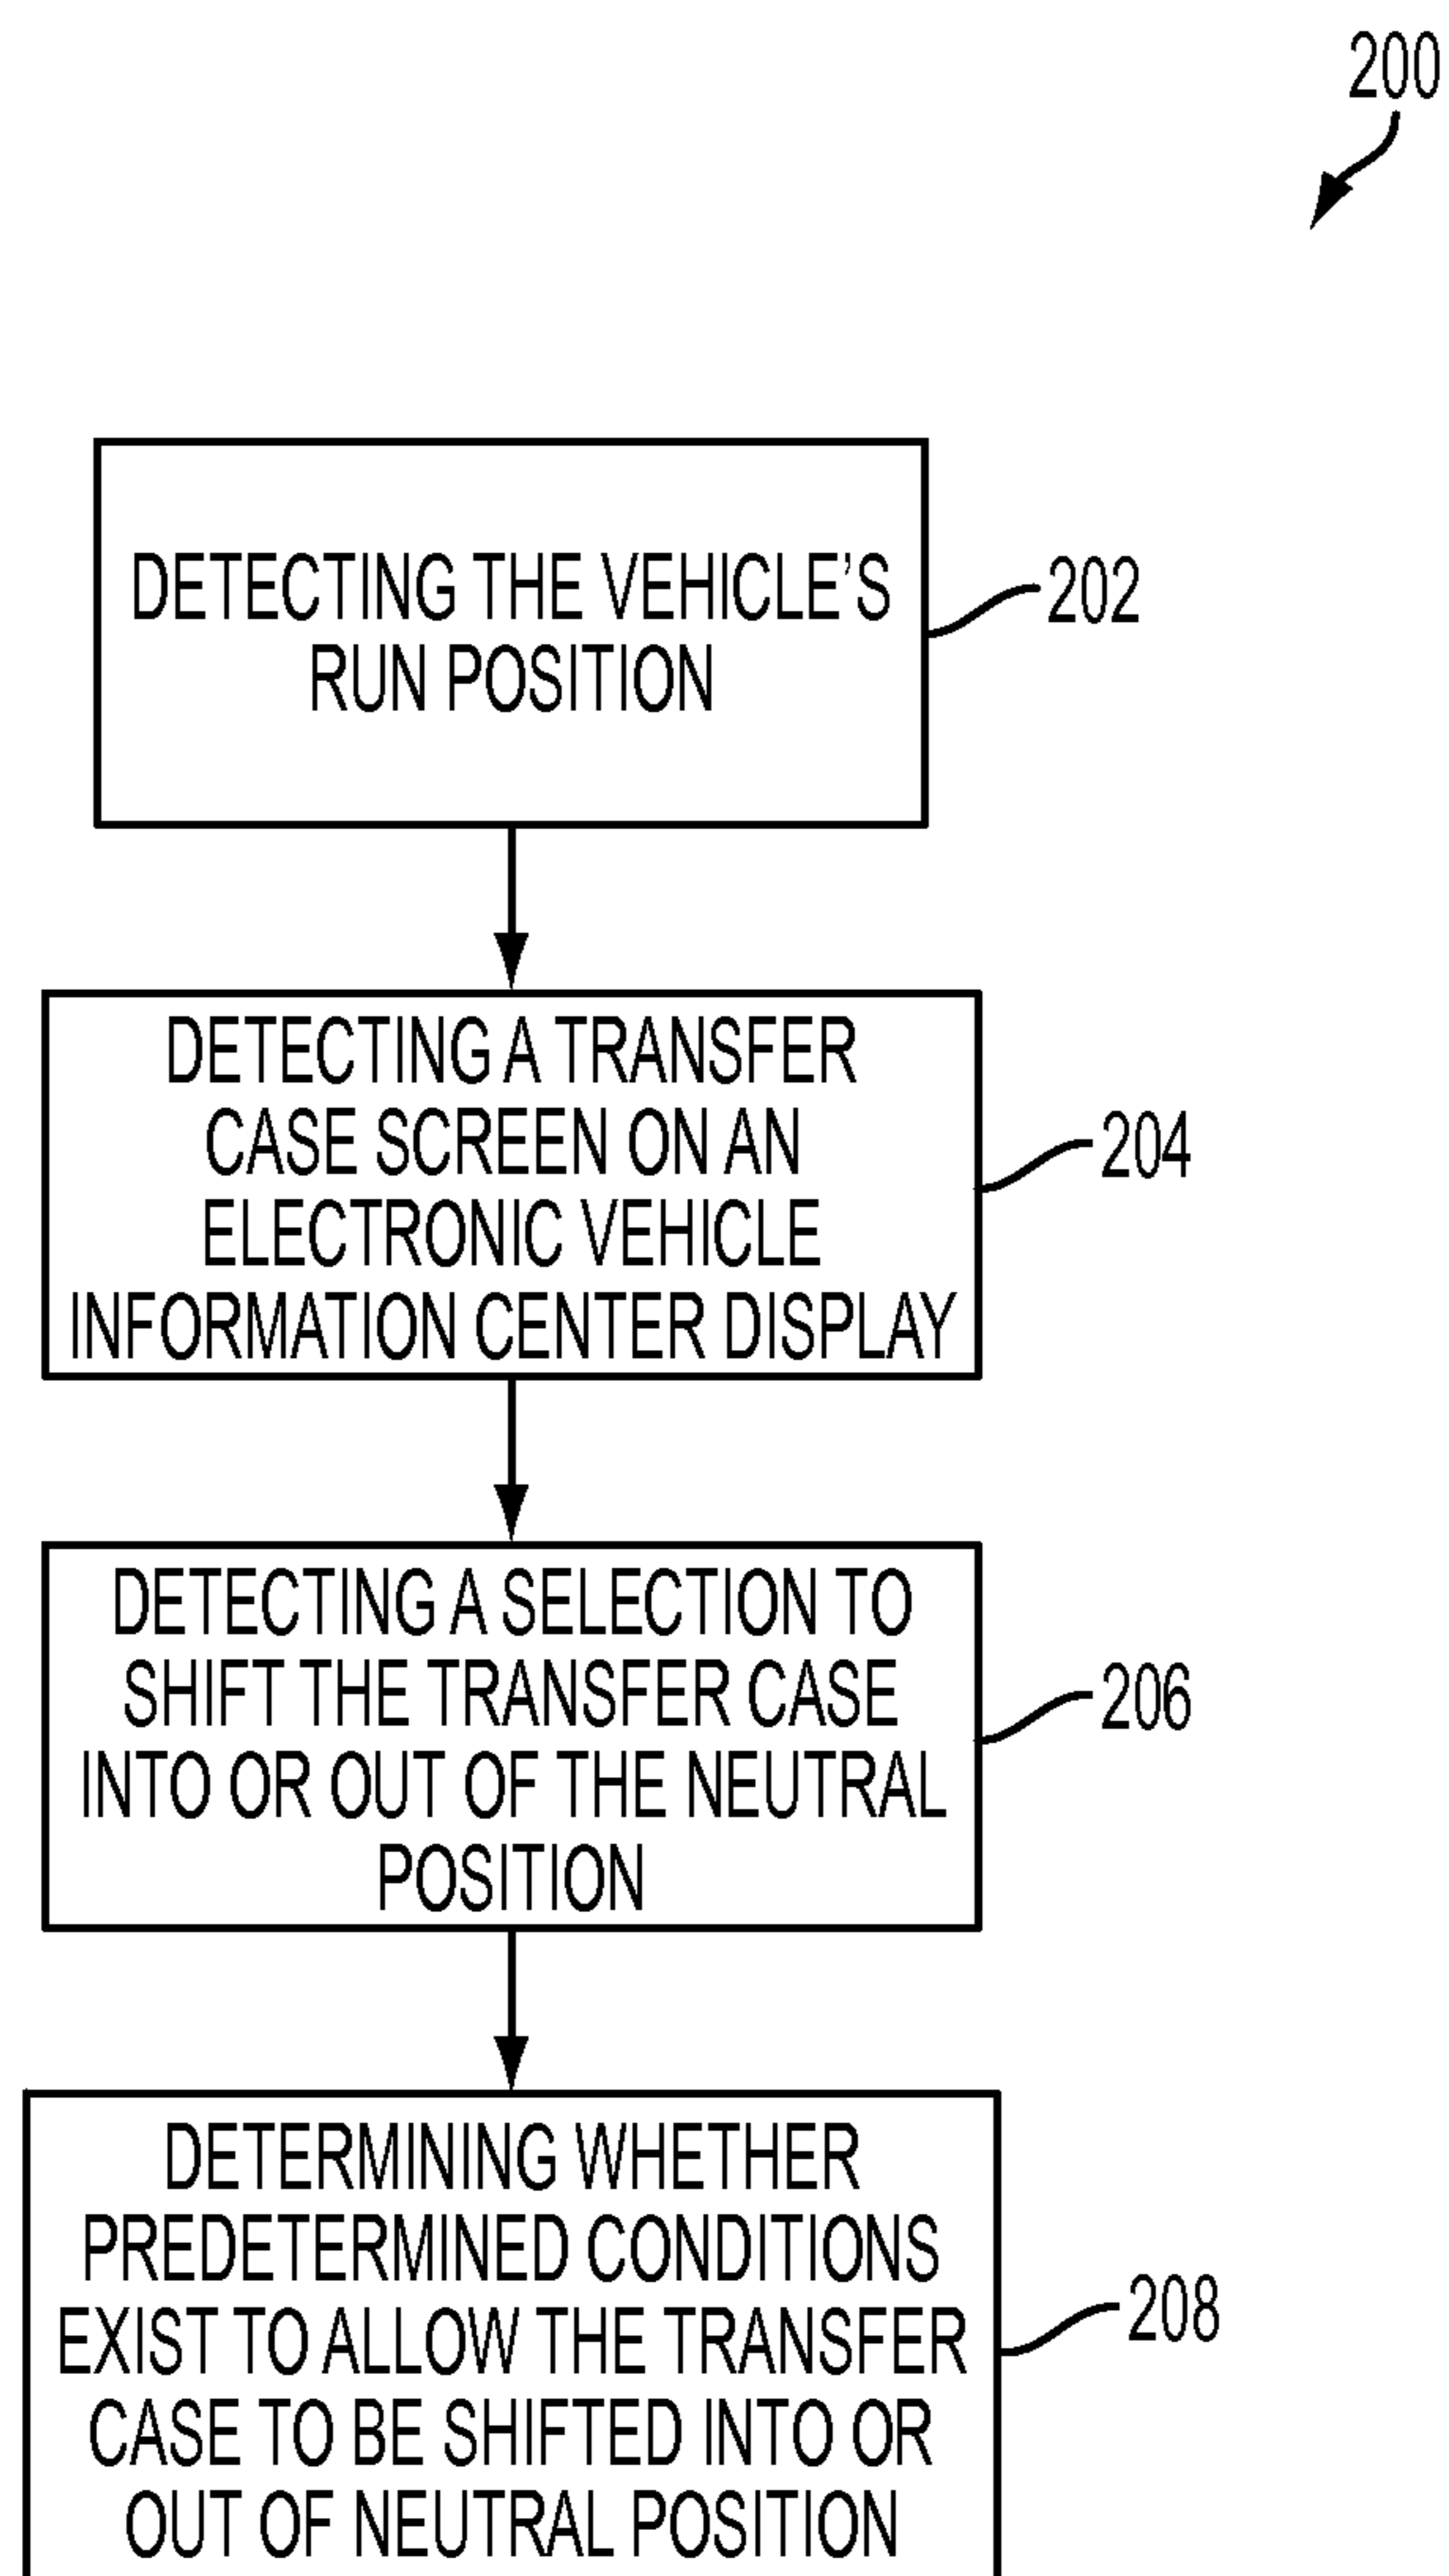 200
DETECTING THE VEHICLE'S
RUN POSITION
202
DETECTING A TRANSFER
CASE SCREEN ON AN
ELECTRONIC VEHICLE
INFORMATION CENTER DISPLAY
204
DETECTING A SELECTION TO
SHIFT THE TRANSFER CASE
INTO OR OUT OF THE NEUTRAL
POSITION
206
DETERMINING WHETHER
PREDETERMINED CONDITIONS
EXIST TO ALLOW THE TRANSFER
CASE TO BE SHIFTED INTO OR
OUT OF NEUTRAL POSITION
208